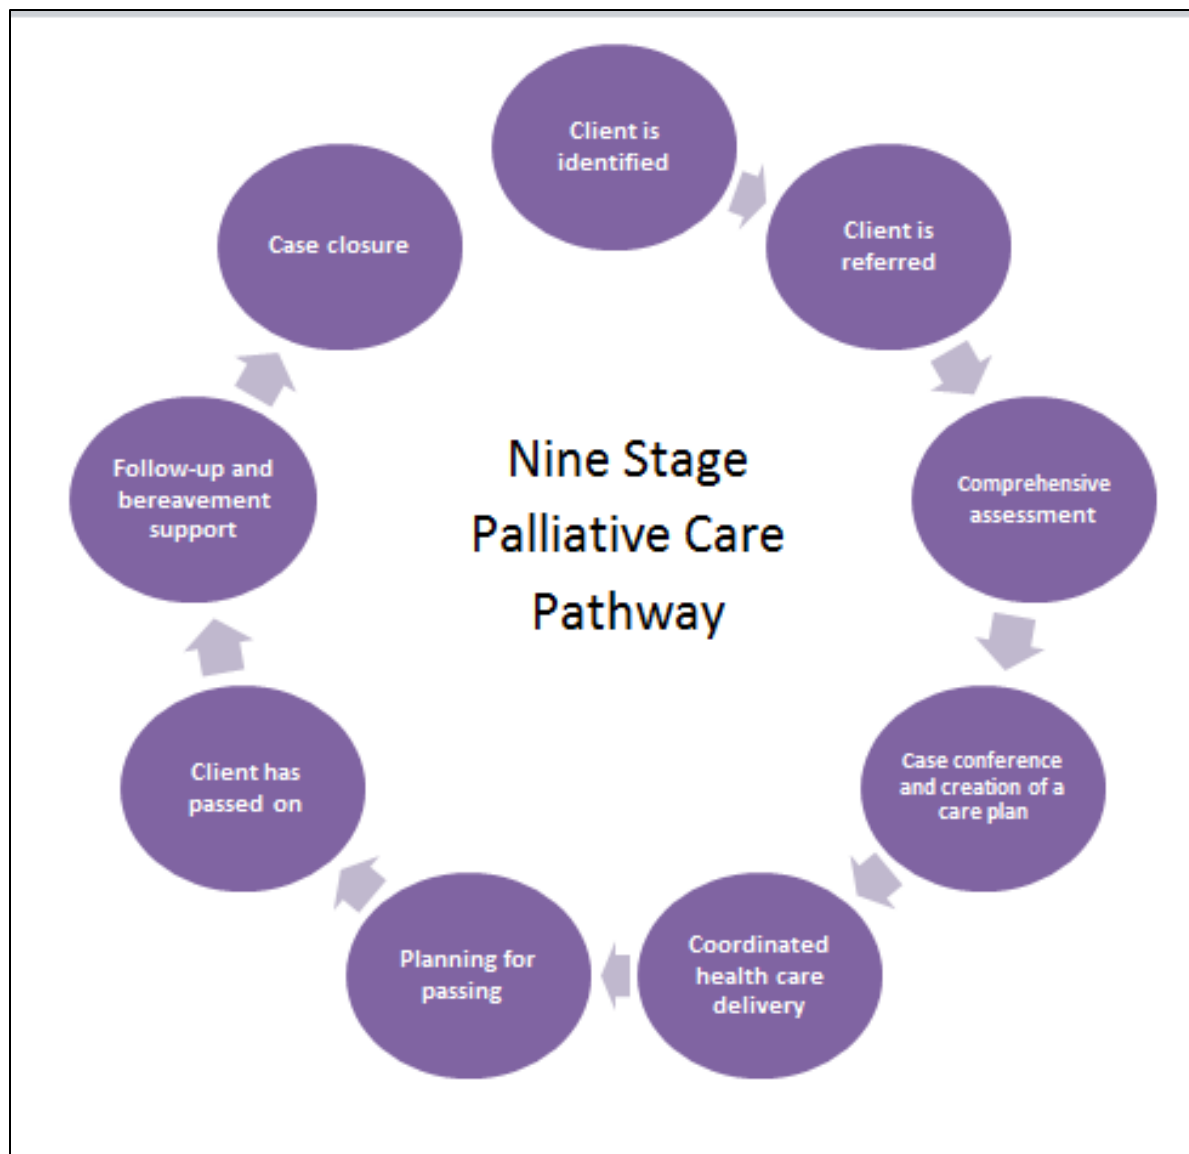 Client is
identified
Client is
referred
Comprehensive
assessment
Case conference
and creation of a
care plan
Coordinated
health care
delivery
Planning for
passing
Client has
passed on
Follow-up and
bereavement
support
Case closure
Nine Stage
Palliative Care
Pathway